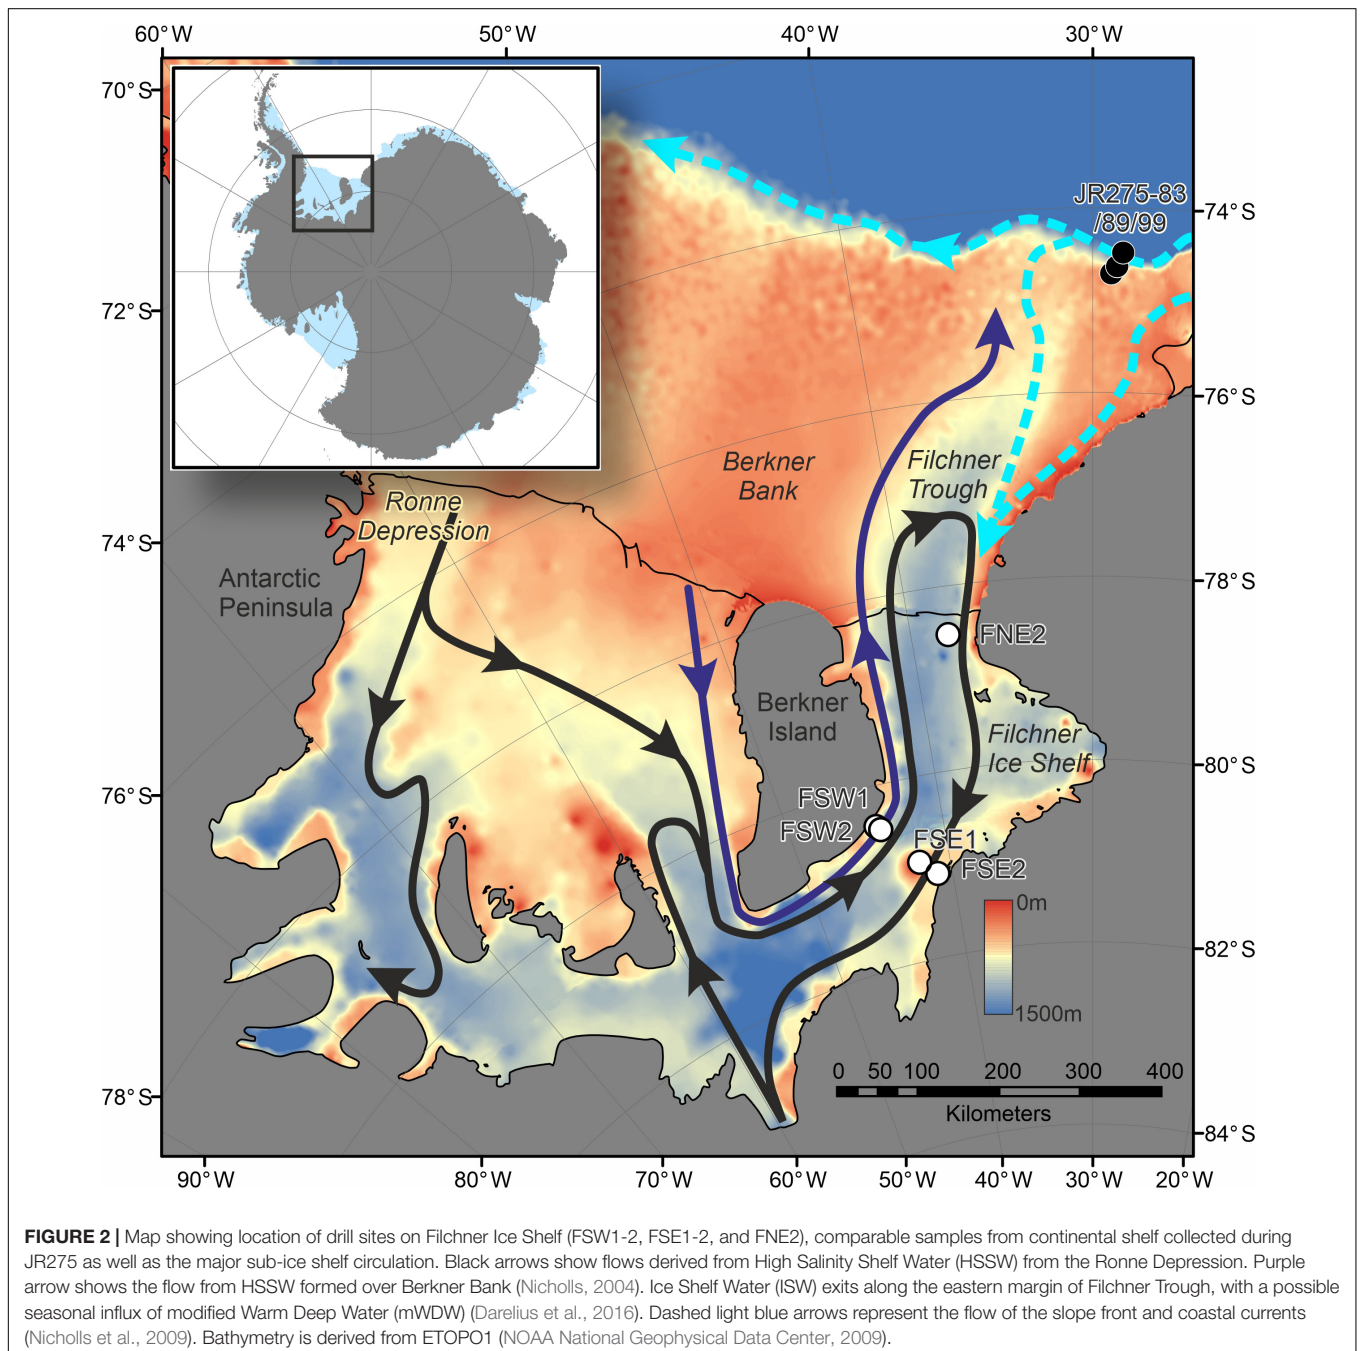 60°W 50°W 40°W 30°W
70°S
JR275-83
/89/99
74°S
72°S
76°S
Berkner
Bank
Filchner
Trough
Ronne
Depression
74°S
Antarctic
Peninsula
78°S
FNE2
Berkner
Island
Filchner
Ice Shelf
80°S
76°S
FSW1
FSW2
FSE1
FSE2
0m
82°S
1500m
0 50 100 200 300 400
Kilometers
78°S
84°S
90°W 80°W 70°W 60°W 50°W 40°W 30°W 20°W
FIGURE 2 | Map showing location of drill sites on Filchner Ice Shelf (FSW1-2, FSE1-2, and FNE2), comparable samples from continental shelf collected during
JR275 as well as the major sub-ice shelf circulation. Black arrows show flows derived from High Salinity Shelf Water (HSSW) from the Ronne Depression. Purple
arrow shows the flow from HSSW formed over Berkner Bank (Nicholls, 2004). Ice Shelf Water (ISW) exits along the eastern margin of Filchner Trough, with a possible
seasonal influx of modified Warm Deep Water (mWDW) (Darelius et al., 2016). Dashed light blue arrows represent the flow of the slope front and coastal currents
(Nicholls et al., 2009). Bathymetry is derived from ETOPO1 (NOAA National Geophysical Data Center, 2009).